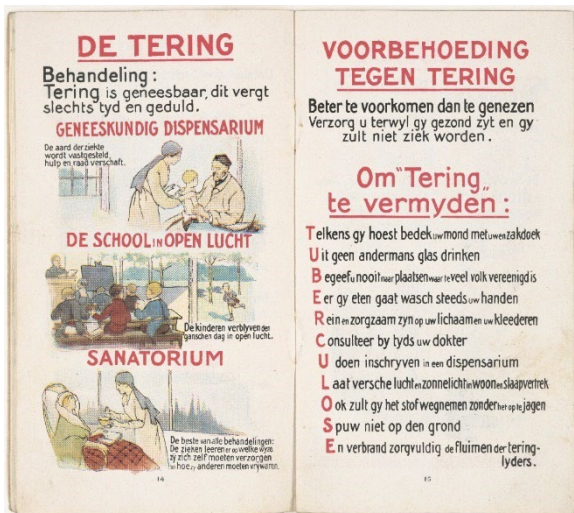 DE TERING
Behandeling :
Tering is geneesbaar, dit vergt
slechts tyd en geduld.
GENEESKUNDIG DISPENSARIUM
De aard der ziekte
wordt vastgesteld,
hulp en raad verschaft.
DE SCHOOL IN OPEN LUCHT
De kinderen verblyven den
ganschen dag in open lucht.
SANATORIUM
De beste van alle behandelingen:
De zieken leeren er op welke wyze
zy zich zelf moeten verzorgen
en hoe zy anderen moeten vrywaren.
14
VOORBEHOEDING
TEGEN TERING
Beter te voorkomen dan te genezen
Verzorg u terwyl gy gezond zyt en gy
zult niet ziek worden.
Om "Tering„
te vermyden :
Telkens gy hoest bedek uw mond met uwen zakdoek
Uit geen andermans glas drinken
Begeef u nooit naar plaatsen waar te veel volk vereenigd is
Eer gy eten gaat wasch steeds uw handen
Rein en zorgzaam zyn op uw lichaam en uw kleederen
Consulteer by tyds uw dokter
U doen inschryven in een dispensarium
Laat versche lucht en zonnelicht in woon en slaapvertrek
Ook zult gy het stof wegnemen zonder het op te jagen
Spuw niet op den grond
En verbrand zorgvuldig de fluimen der tering-
lyders.
15